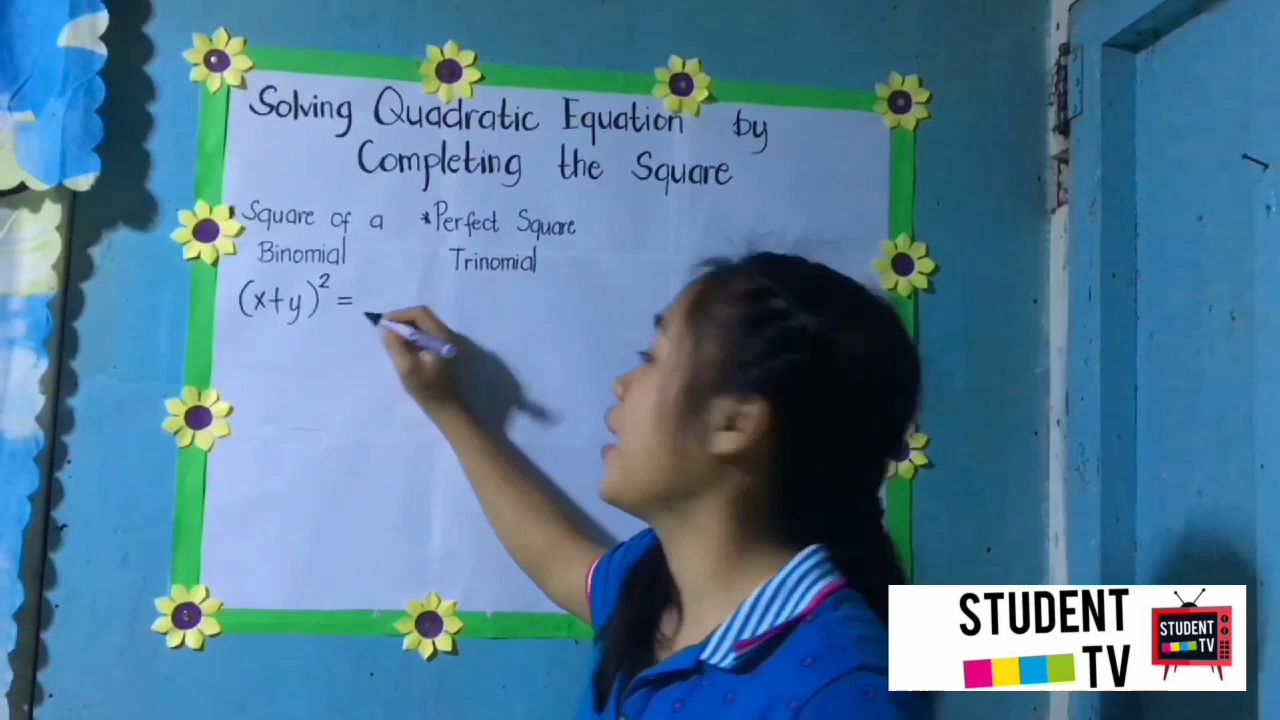 Solving Quadratic Equation by
Completing the Square
Square of a
Binomial
*Perfect Square
Trinomial
(x+y)² =
STUDENT
TV
STUDENT
TV